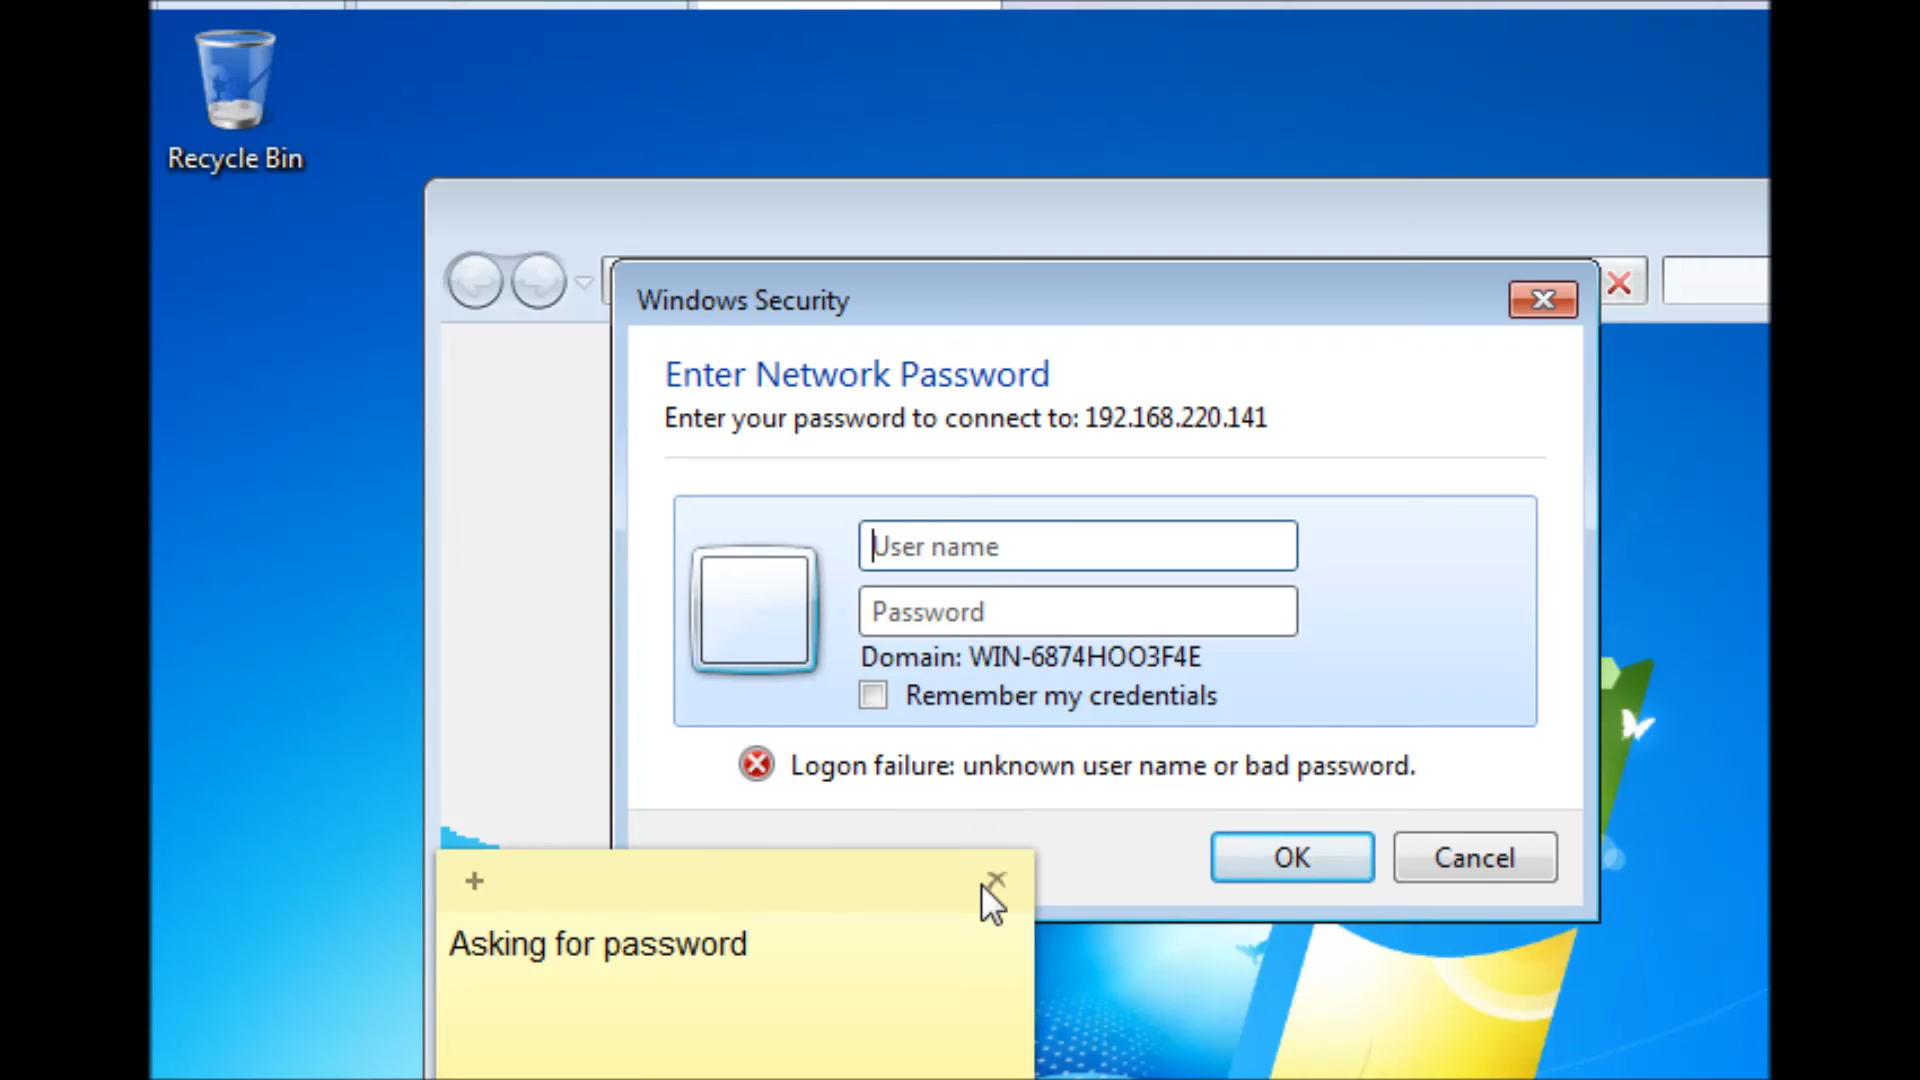 Recycle Bin
Windows Security
Enter Network Password
Enter your password to connect to: 192.168.220.141
User name
Password
Domain: WIN-6874HOO3F4E
Remember my credentials
Logon failure: unknown user name or bad password.
OK
Cancel
Asking for password